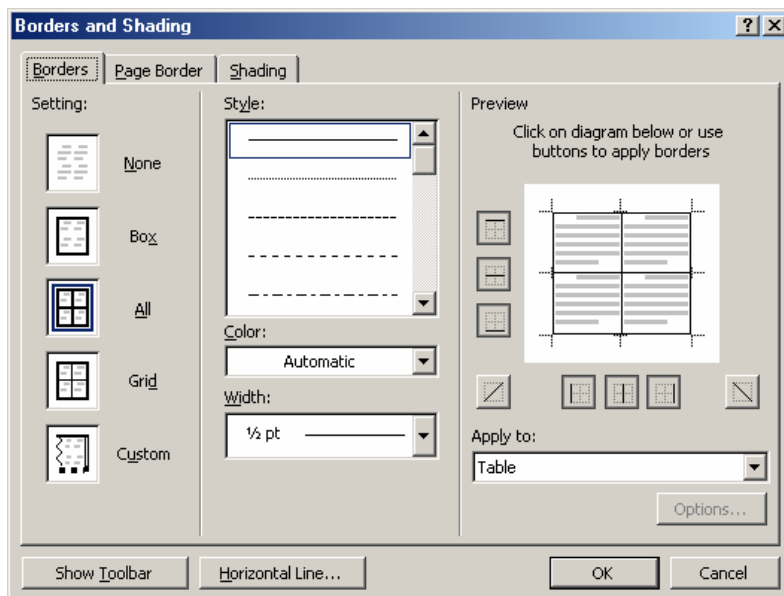 Borders and Shading
Borders
Page Border
Shading
Setting:
None
Box
All
Grid
Custom
Style:
Color:
Automatic
Width:
½ pt
Preview
Click on diagram below or use
buttons to apply borders
Apply to:
Table
Options...
Show Toolbar
Horizontal Line...
OK
Cancel